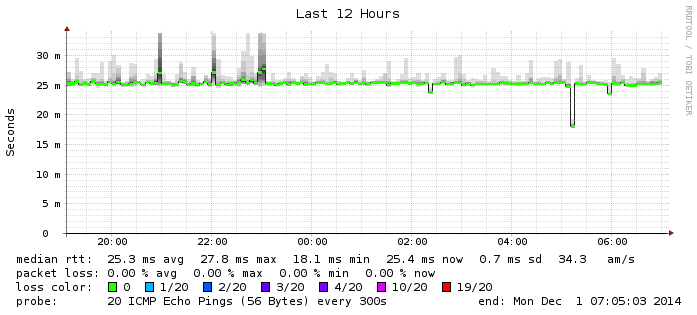 Last 12 Hours
RRDTOOL / TOBI OETIKER
Seconds
30 m
25 m
20 m
15 m
10 m
5 m
0
20:00 22:00 00:00 02:00 04:00 06:00
median rtt: 25.3 ms avg 27.8 ms max 18.1 ms min 25.4 ms now 0.7 ms sd 34.3 am/s
packet loss: 0.00 % avg 0.00 % max 0.00 % min 0.00 % now
loss color: 0 1/20 2/20 3/20 4/20 10/20 19/20
probe: 20 ICMP Echo Pings (56 Bytes) every 300s end: Mon Dec 1 07:05:03 2014